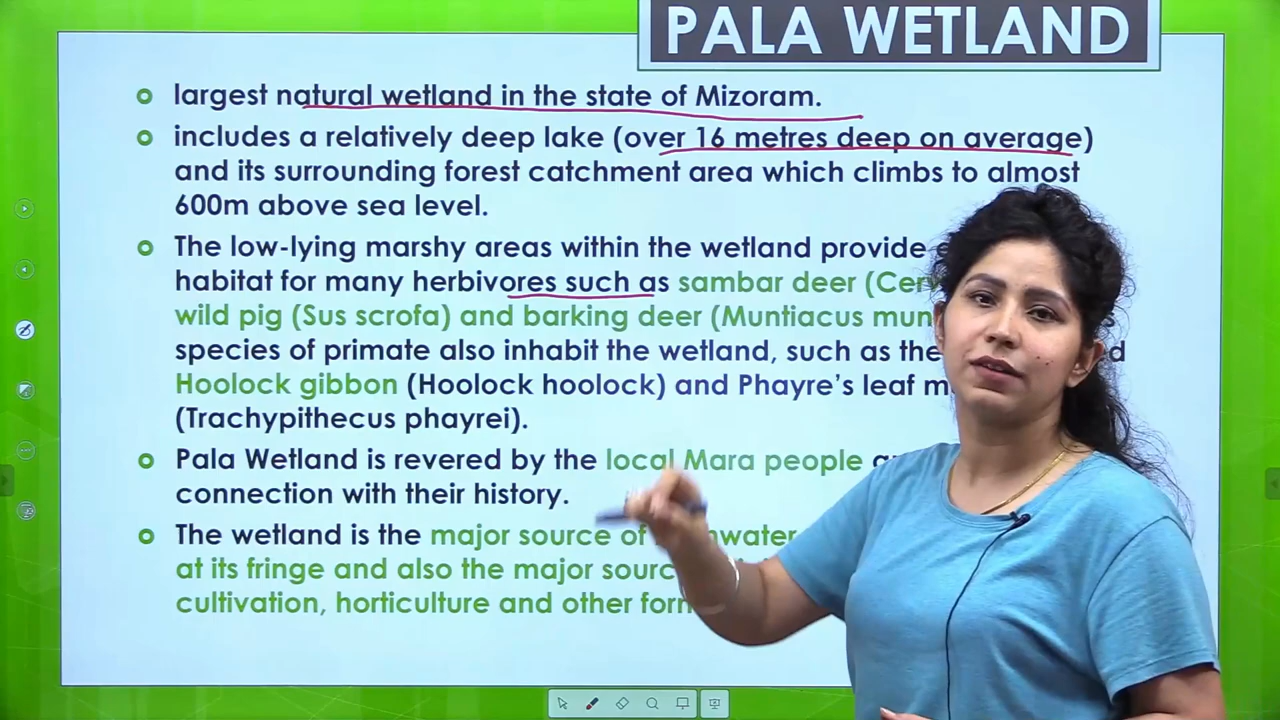 PALA WETLAND
largest natural wetland in the state of Mizoram.
includes a relatively deep lake (over 16 metres deep on average)
and its surrounding forest catchment area which climbs to almost
600m above sea level.
The low-lying marshy areas within the wetland provide
habitat for many herbivores such as sambar deer
wild pig (Sus scrofa) and barking deer (Muntiacus
species of primate also inhabit the wetland, such as the
Hoolock gibbon (Hoolock hoolock) and Phayre’s leaf
(Trachypithecus phayrei).
Pala Wetland is revered by the local Mara people
connection with their history.
The wetland is the major source of
at its fringe and also the major
cultivation, horticulture and other